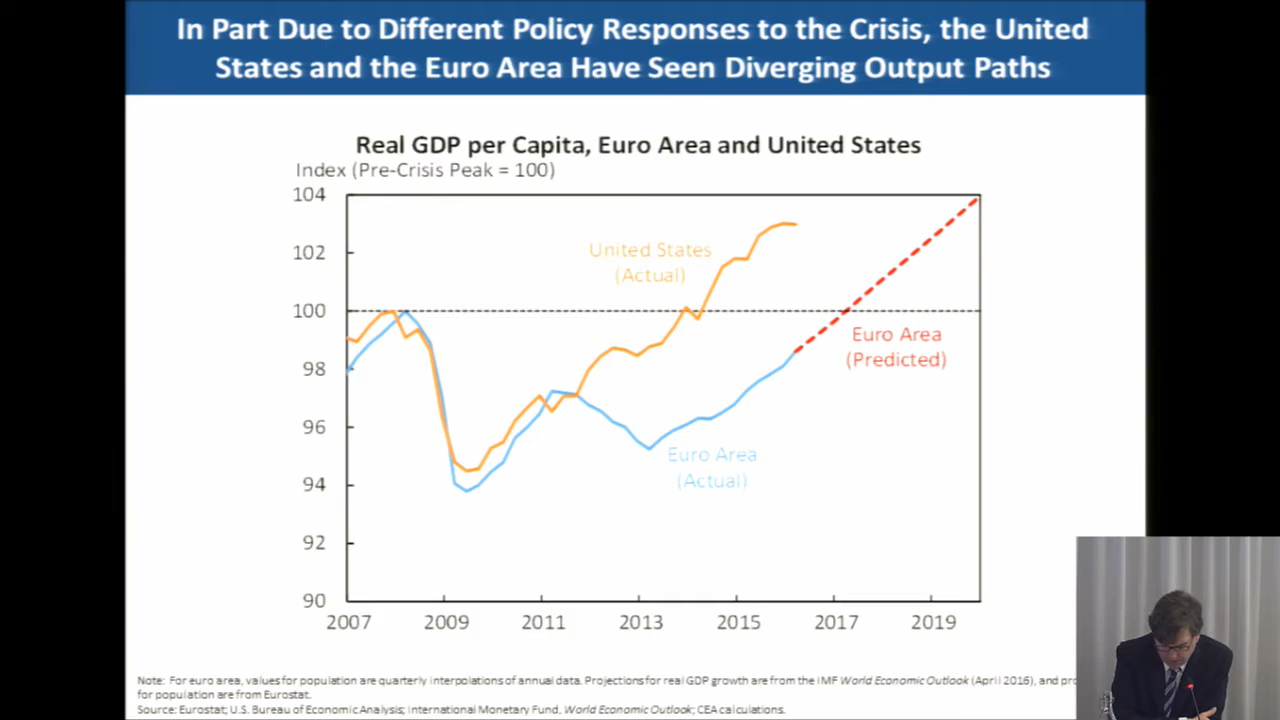 In Part Due to Different Policy Responses to the Crisis, the United
States and the Euro Area Have Seen Diverging Output Paths
Real GDP per Capita, Euro Area and United States
Index (Pre-Crisis Peak = 100)
104
102
100
98
96
94
92
90
United States
(Actual)
Euro Area
(Predicted)
Euro Area
(Actual)
2007 2009 2011 2013 2015 2017 2019
Note: For euro area, values for population are quarterly interpolations of annual data. Projections for real GDP growth are from the IMF World Economic Outlook (April 2016), and
for population are from Eurostat.
Source: Eurostat; U.S. Bureau of Economic Analysis; International Monetary Fund, World Economic Outlook; CEA calculations.